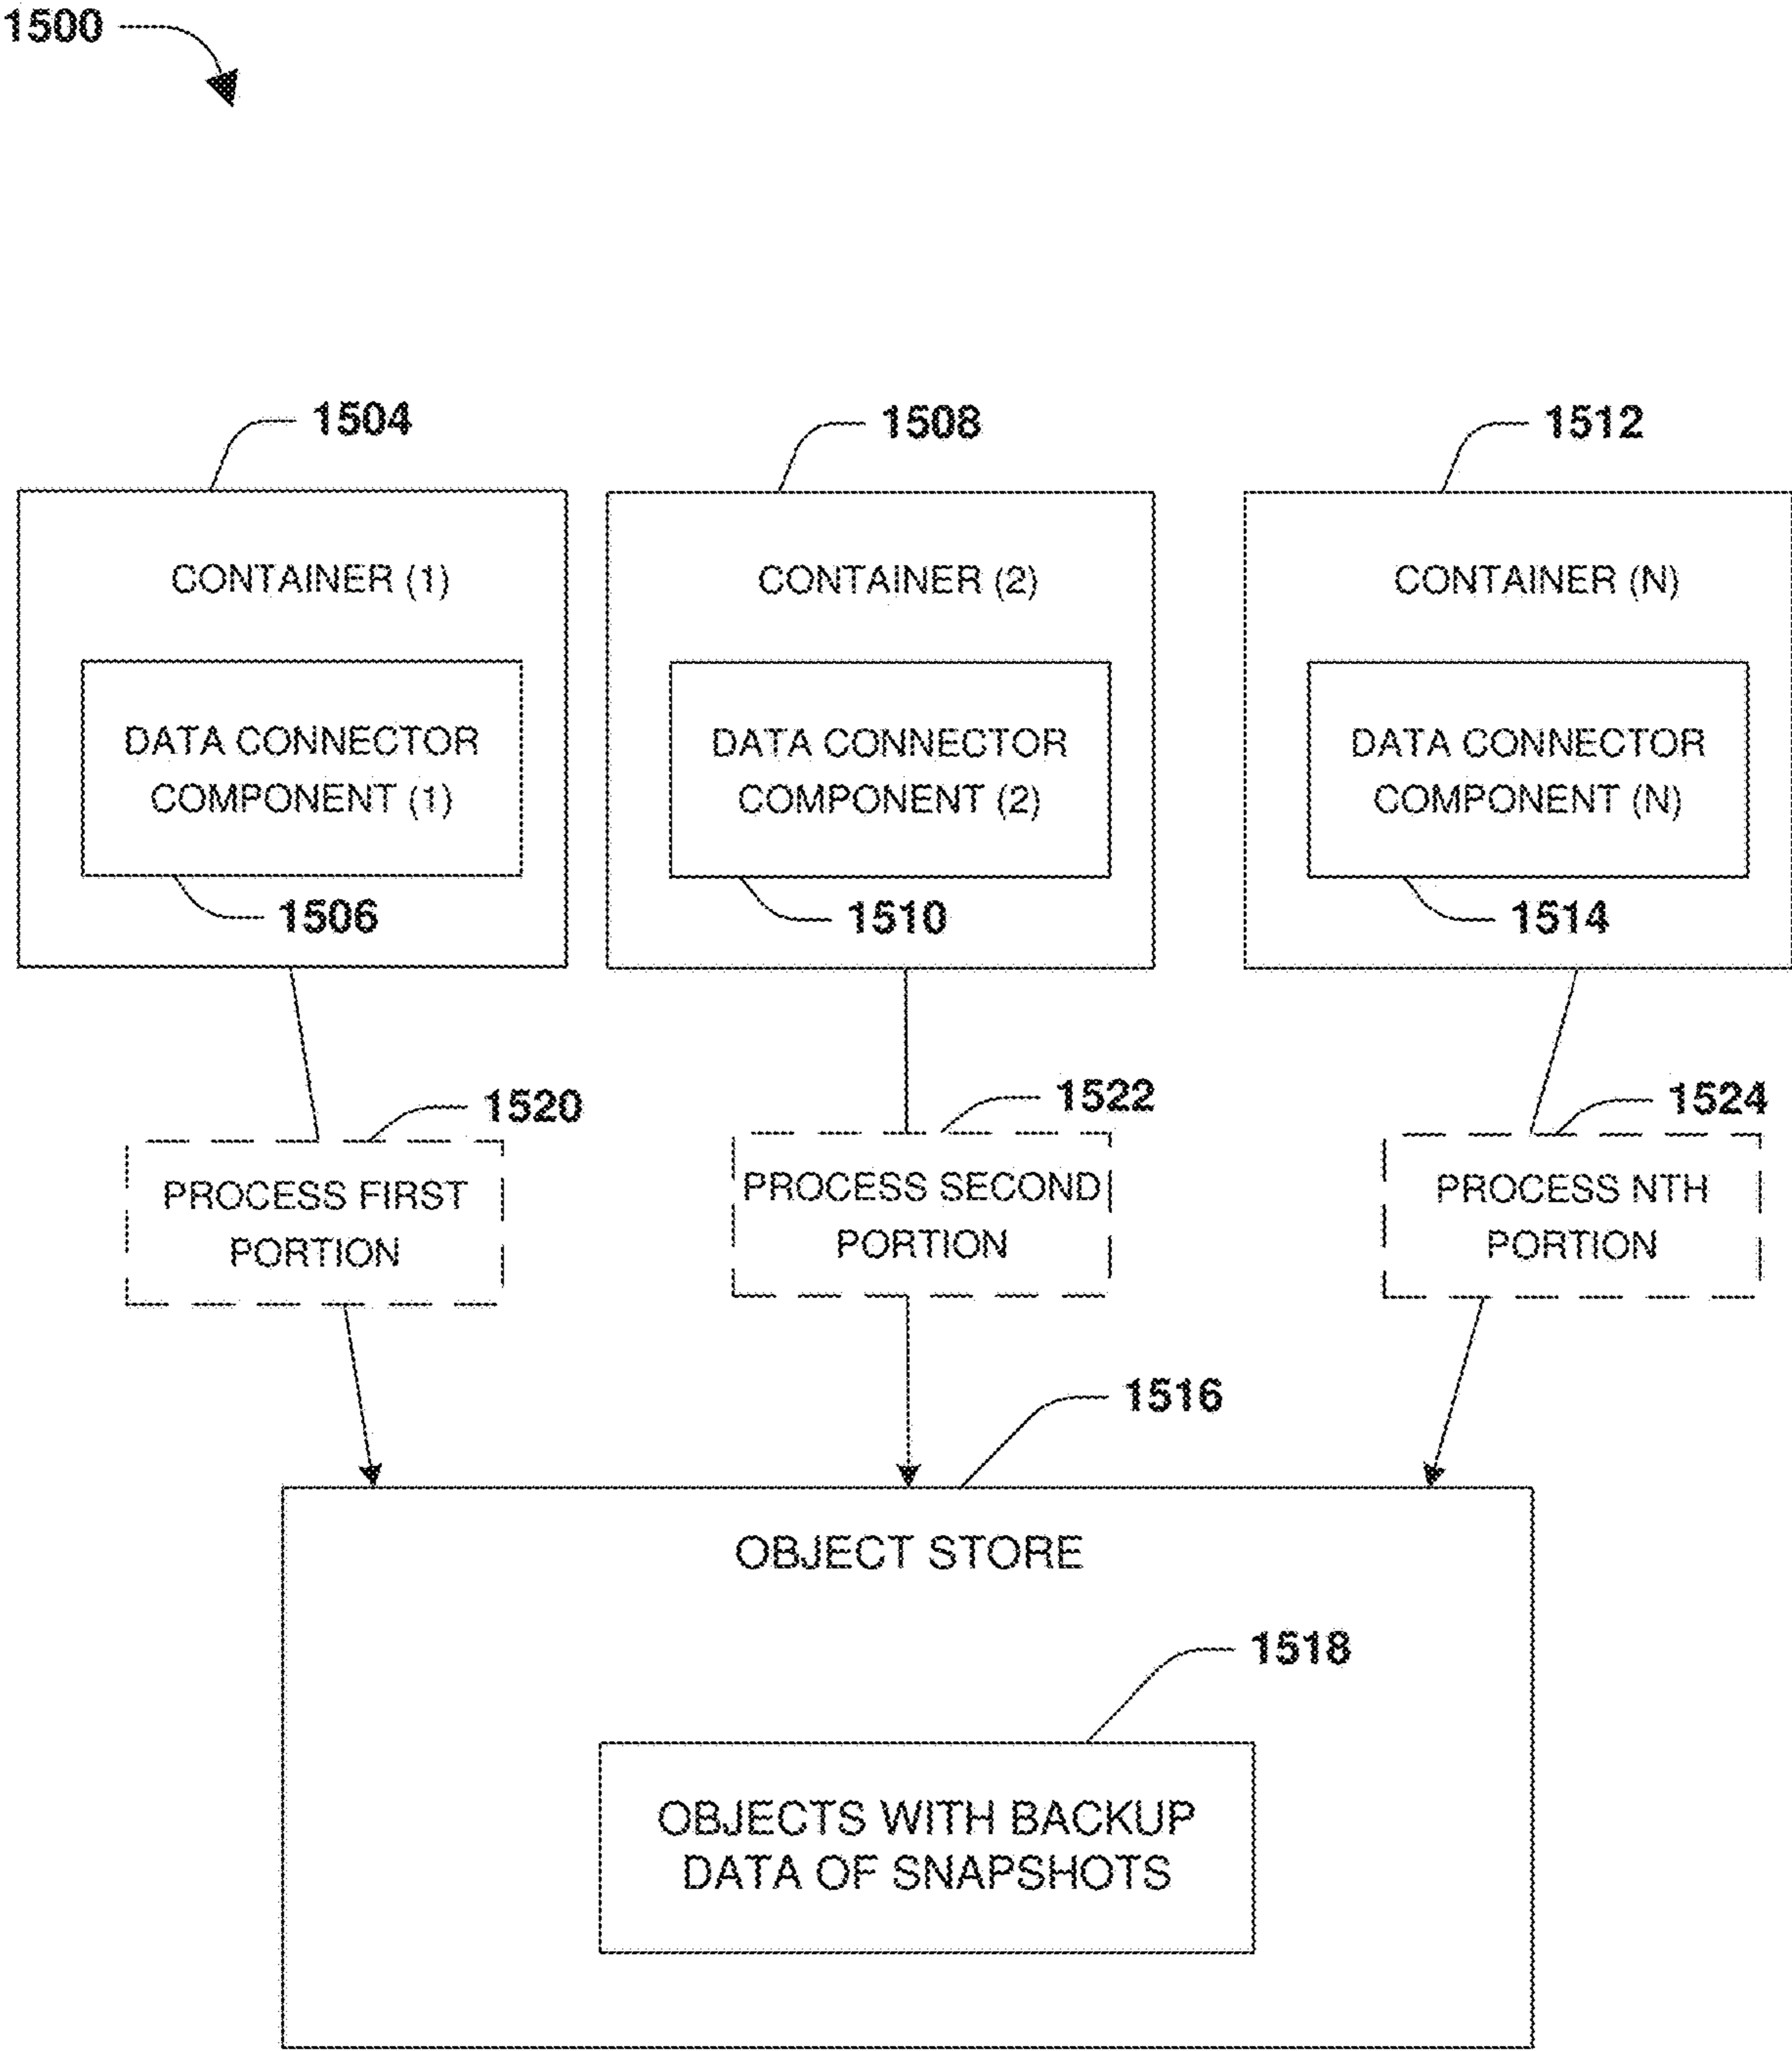 1500
1504
1508
1512
CONTAINER (1)
DATA CONNECTOR
COMPONENT (1)
1506
CONTAINER (2)
DATA CONNECTOR
COMPONENT (2)
1510
CONTAINER (N)
DATA CONNECTOR
COMPONENT (N)
1514
1520
PROCESS FIRST
PORTION
1522
PROCESS SECOND
PORTION
1524
PROCESS NTH
PORTION
1516
OBJECT STORE
1518
OBJECTS WITH BACKUP
DATA OF SNAPSHOTS